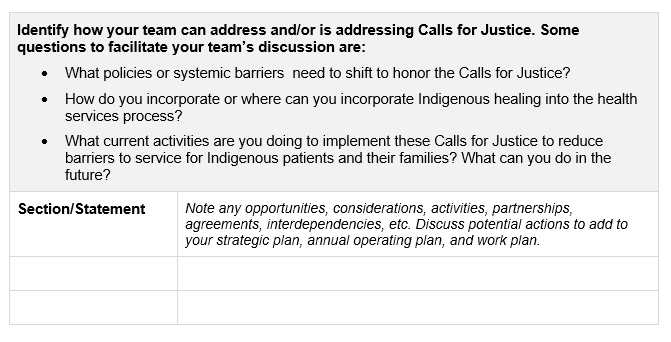 Identify how your team can address and/or is addressing Calls for Justice. Some
questions to facilitate your team's discussion are:
• What policies or systemic barriers  need to shift to honor the Calls for Justice?
• How do you incorporate or where can you incorporate Indigenous healing into the health
services process?
• What current activities are you doing to implement these Calls for Justice to reduce
barriers to service for Indigenous patients and their families? What can you do in the
future?
Section/Statement
Note any opportunities, considerations, activities, partnerships,
agreements, interdependencies, etc. Discuss potential actions to add to
your strategic plan, annual operating plan, and work plan.